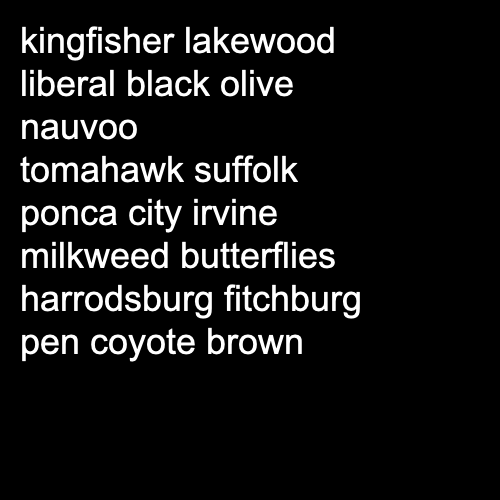 kingfisher lakewood
liberal black olive
nauvoo
tomahawk suffolk
ponca city irvine
milkweed butterflies
harrodsburg fitchburg
pen coyote brown